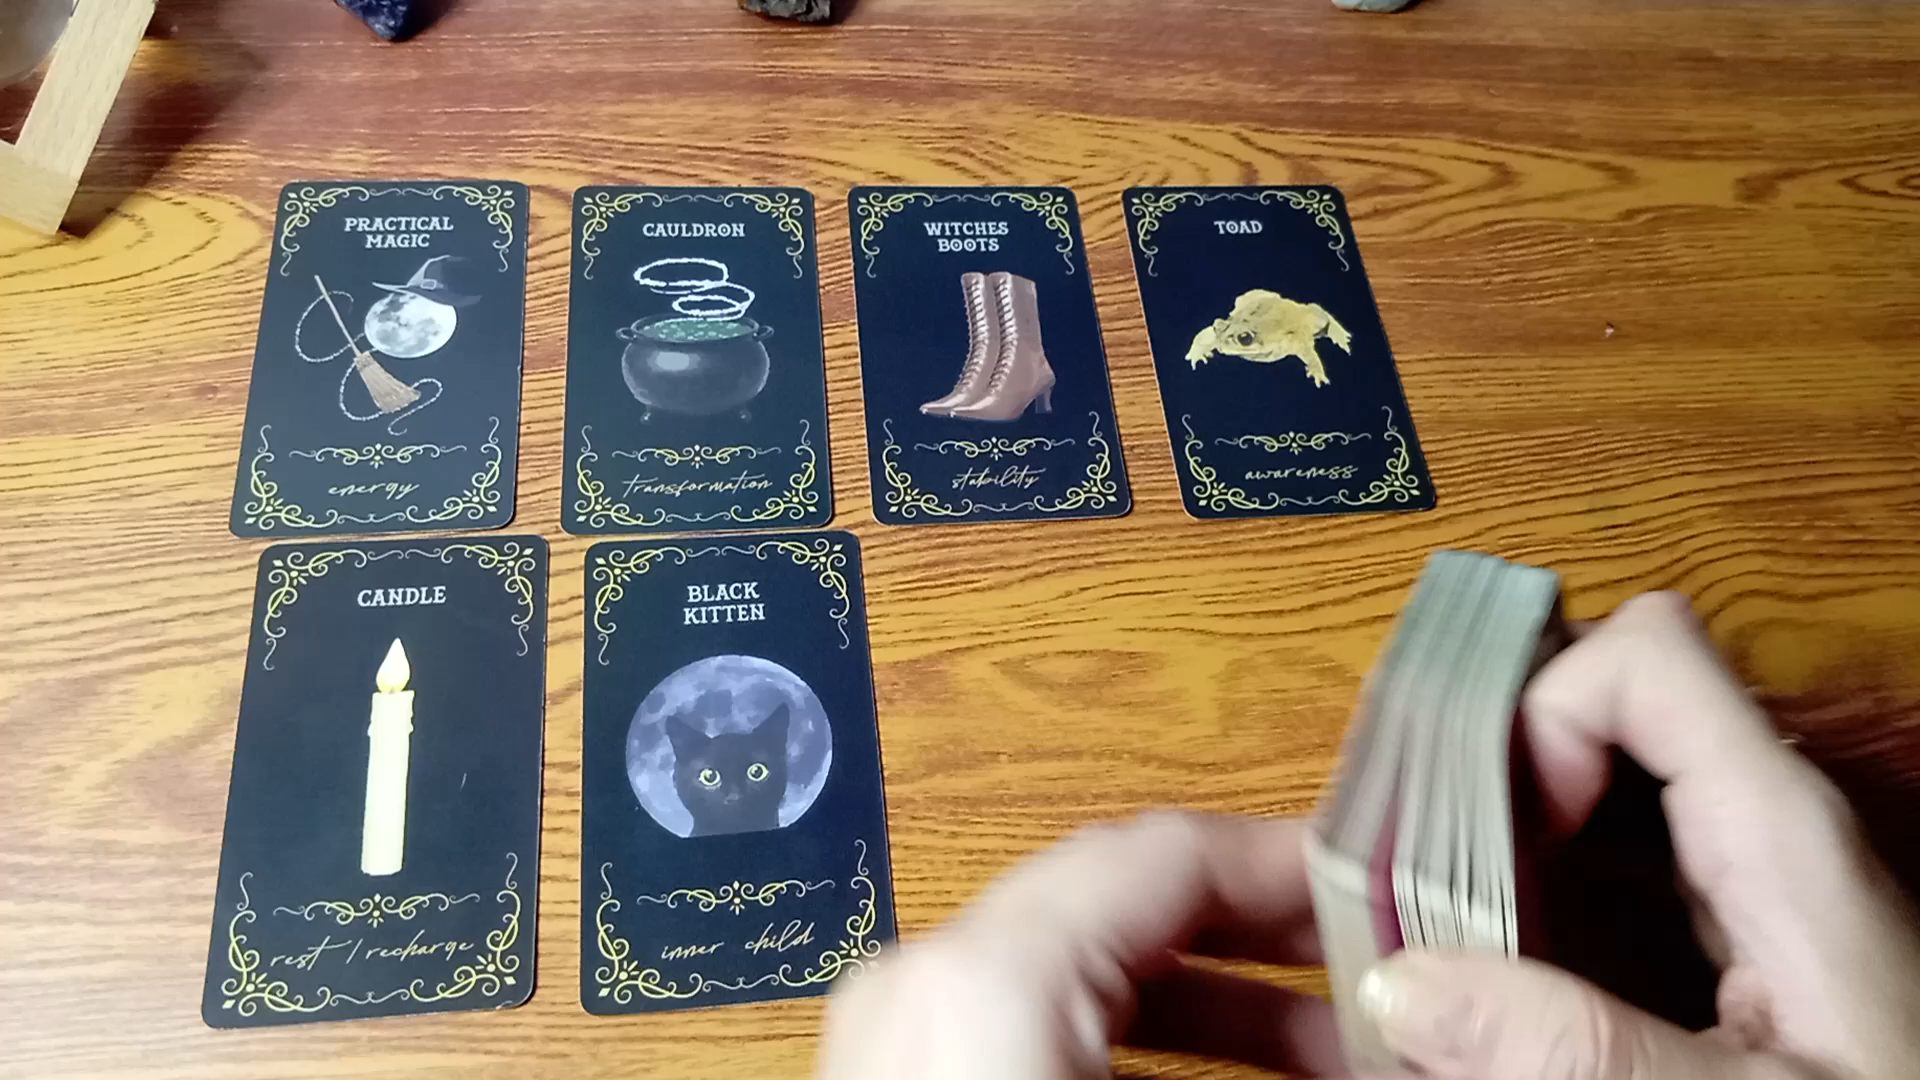 PRACTICAL
MAGIC
energy
CAULDRON
transformation
WITCHES
BOOTS
stability
TOAD
awareness
CANDLE
rest / recharge
BLACK
KITTEN
inner child